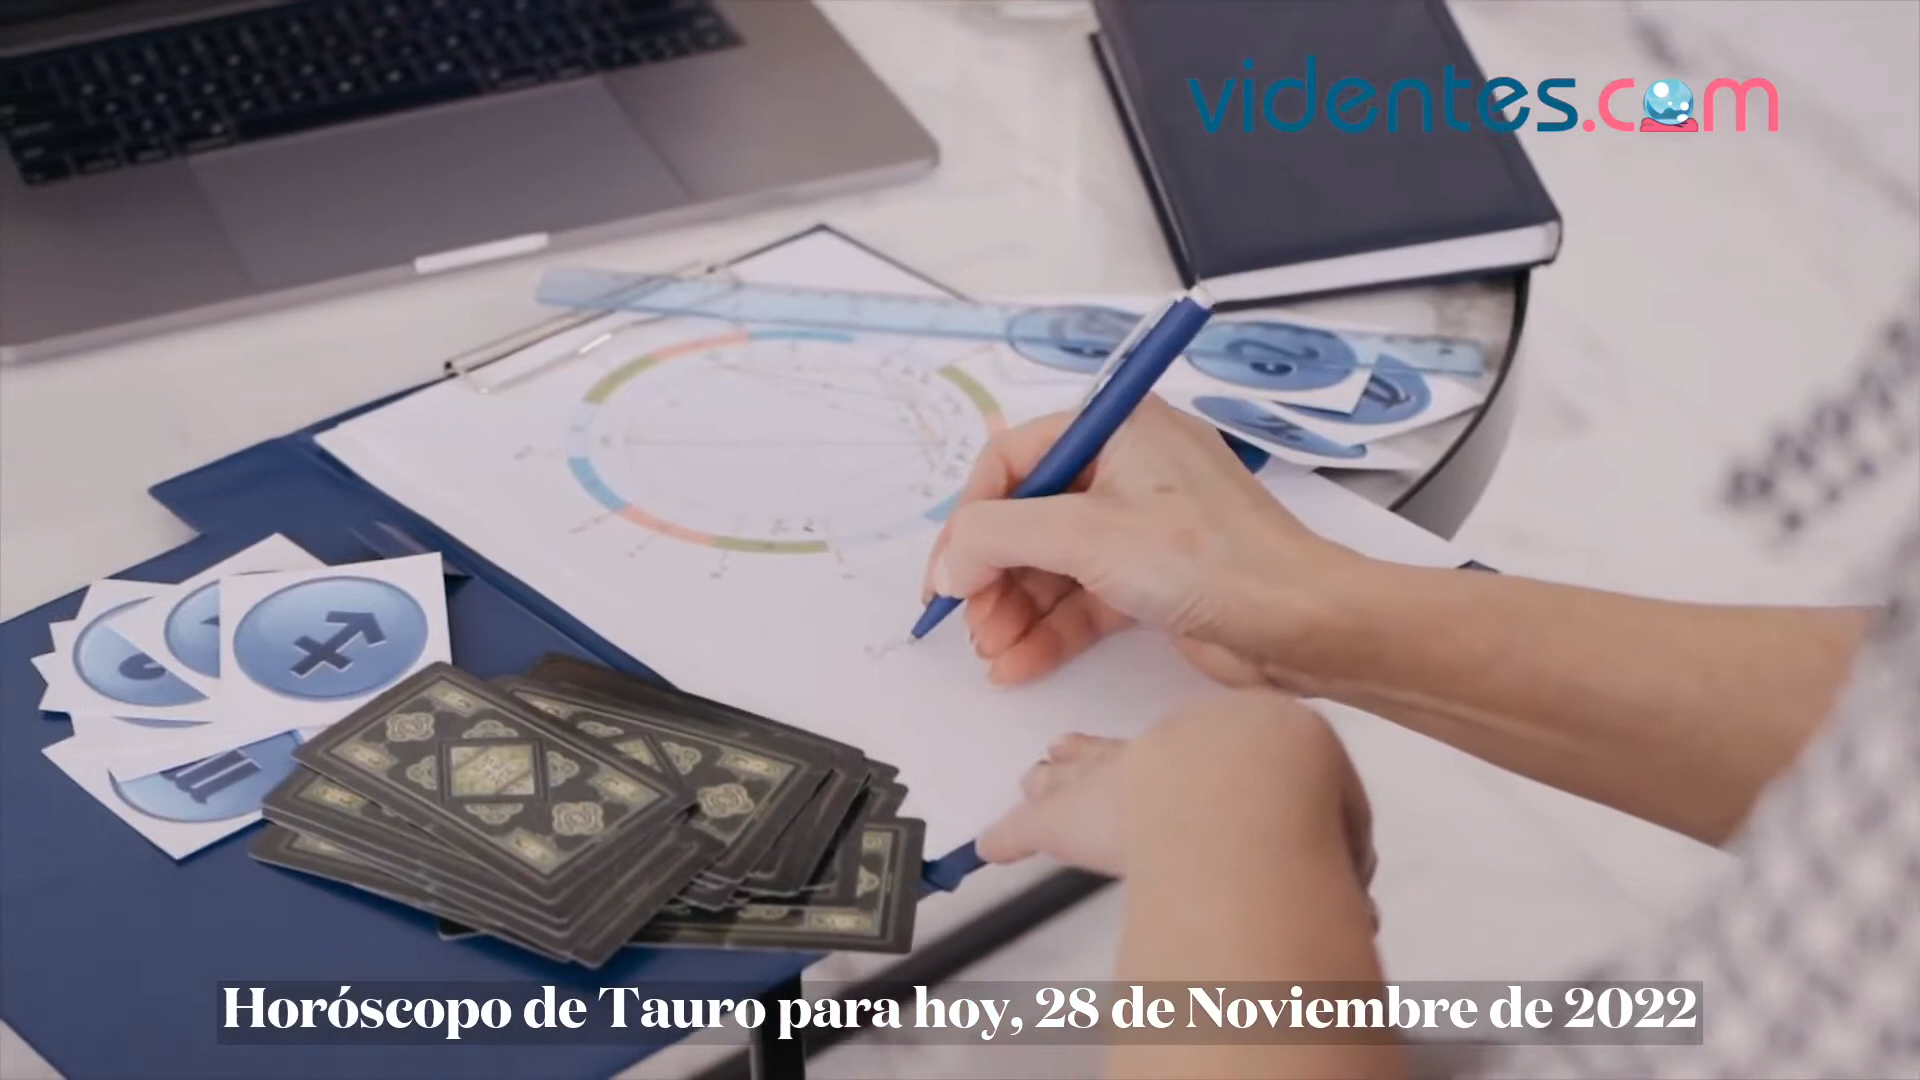 videntes.com
Horóscopo de Tauro para hoy, 28 de Noviembre de 2022